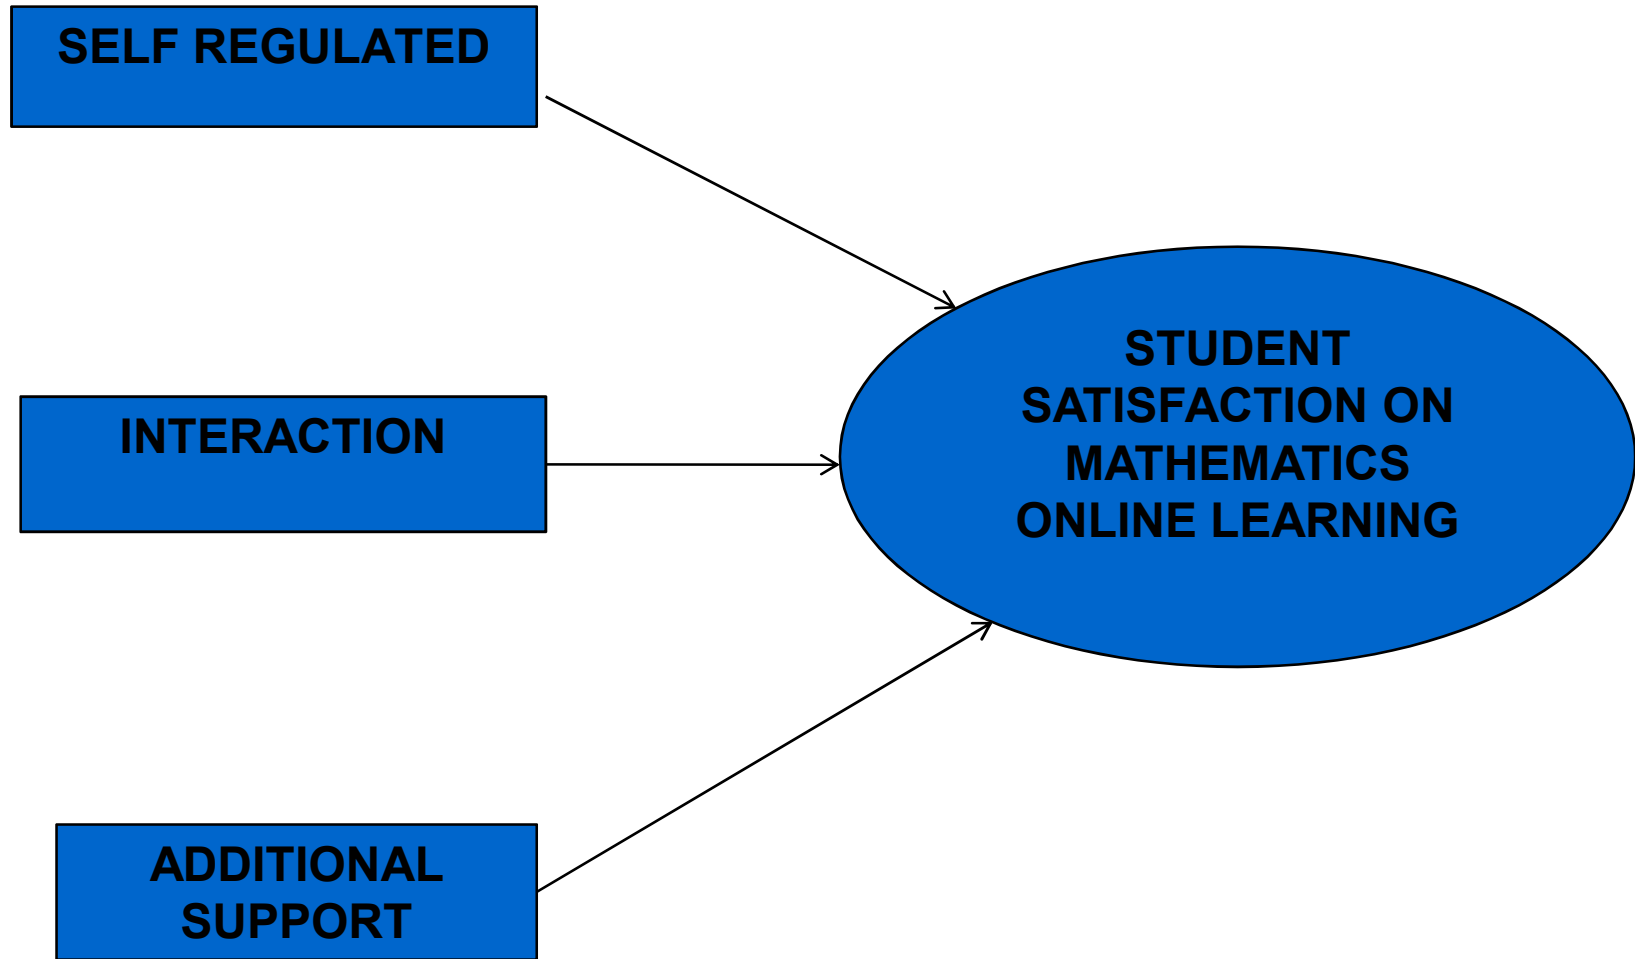 SELF REGULATED
INTERACTION
ADDITIONAL
SUPPORT
STUDENT
SATISFACTION ON
MATHEMATICS
ONLINE LEARNING